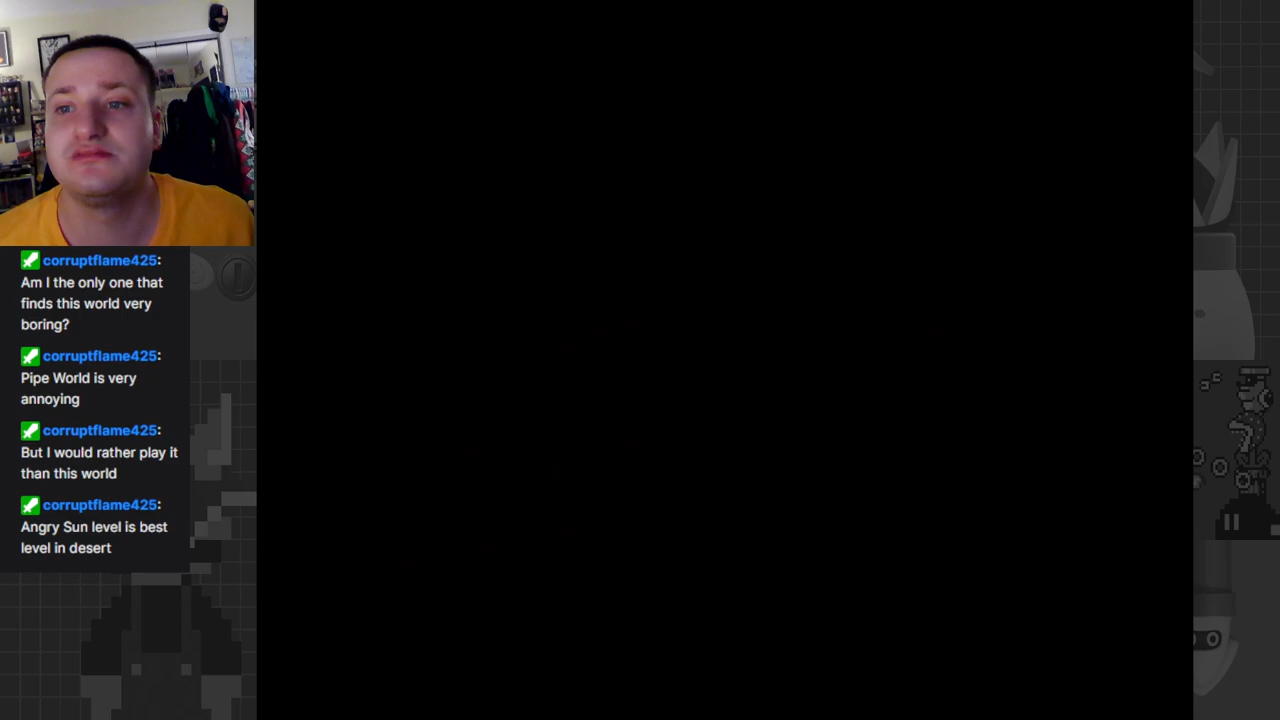 corruptflame425:
Am I the only one that
finds this world very
boring?
corruptflame425:
Pipe World is very
annoying
corruptflame425:
But I would rather play it
than this world
corruptflame425:
Angry Sun level is best
level in desert